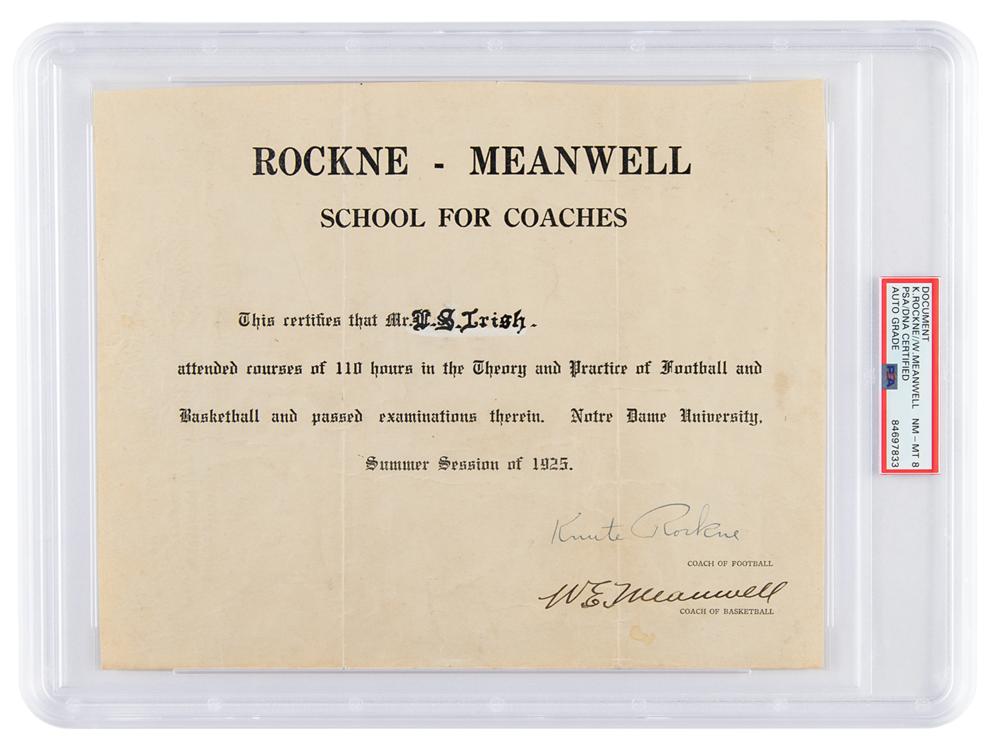 ROCKNE - MEANWELL
SCHOOL FOR COACHES
This certifies that Mr. U.S. Irish.
attended courses of 110 hours in the Theory and Practice of Football and
Basketball and passed examinations therein. Notre Dame University,
Summer Session of 1925.
Knute Rockne
COACH OF FOOTBALL
W E Meanwell
COACH OF BASKETBALL
DOCUMENT
K.ROCKNE//W.MEANWELL NM - MT 8
PSA/DNA CERTIFIED
AUTO GRADE PSA 84697833